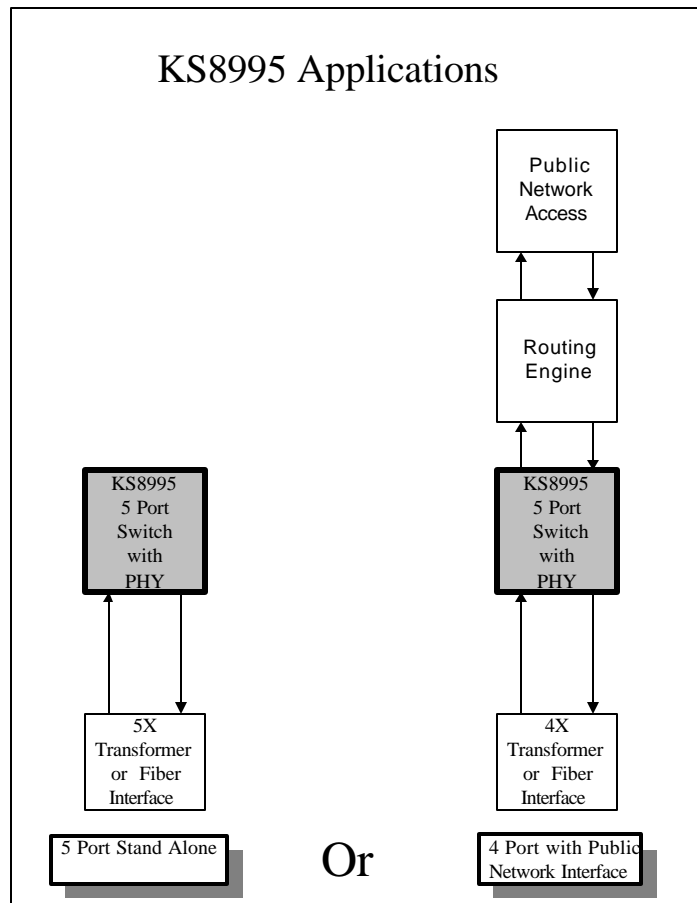 KS8995 Applications
Public
Network
Access
Routing
Engine
KS8995
5 Port
Switch
with
PHY
KS8995
5 Port
Switch
with
PHY
5X
Transformer
or Fiber
Interface
4X
Transformer
or Fiber
Interface
5 Port Stand Alone
Or
4 Port with Public
Network Interface